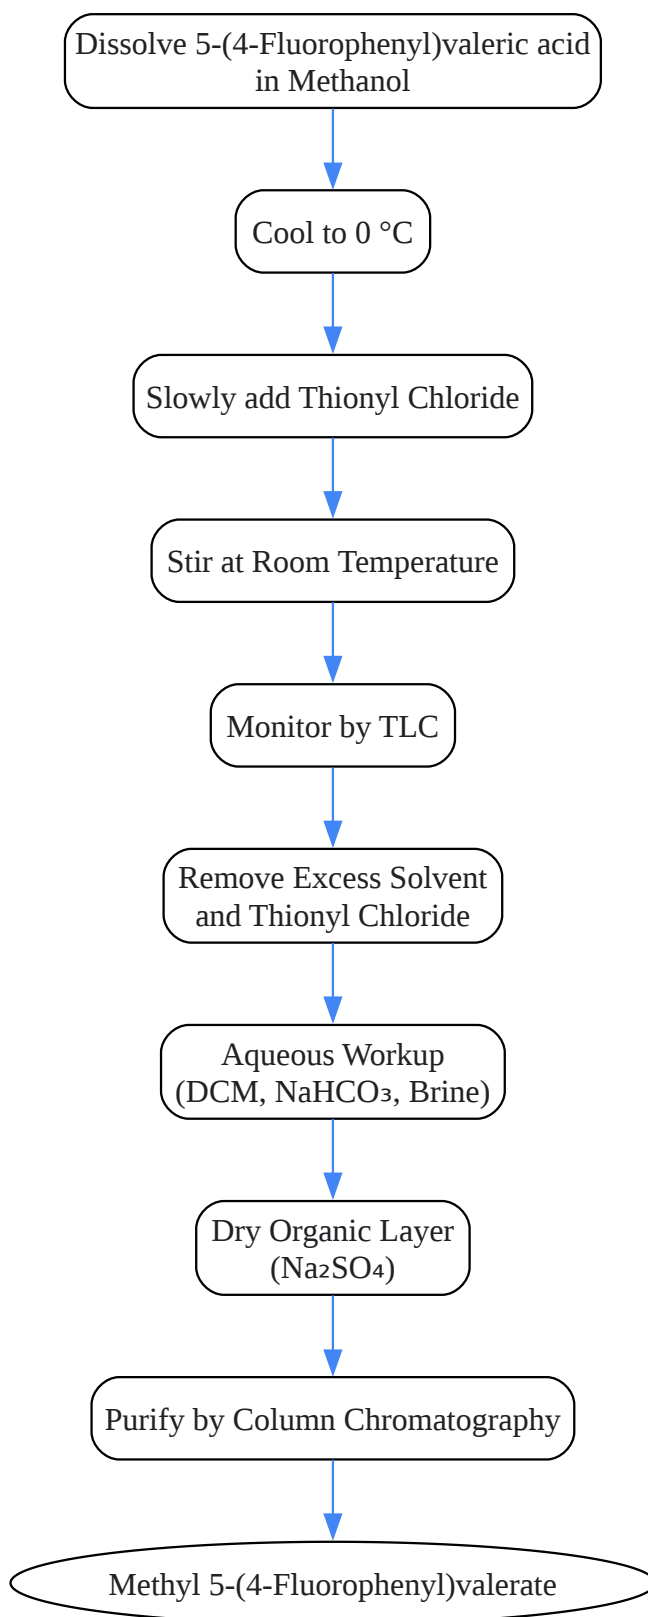 Dissolve 5-(4-Fluorophenyl)valeric acid
in Methanol
Cool to 0 °C
Slowly add Thionyl Chloride
Stir at Room Temperature
Monitor by TLC
Remove Excess Solvent
and Thionyl Chloride
Aqueous Workup
(DCM, NaHCO₃, Brine)
Dry Organic Layer
(Na₂SO₄)
Purify by Column Chromatography
Methyl 5-(4-Fluorophenyl)valerate